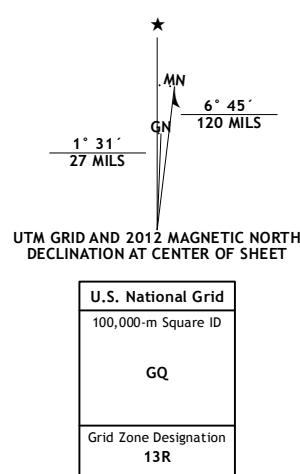 MN
GN
6° 45´
120 MILS
1° 31´
27 MILS
UTM GRID AND 2012 MAGNETIC NORTH
DECLINATION AT CENTER OF SHEET
U.S. National Grid
100,000-m Square ID
GQ
Grid Zone Designation
13R